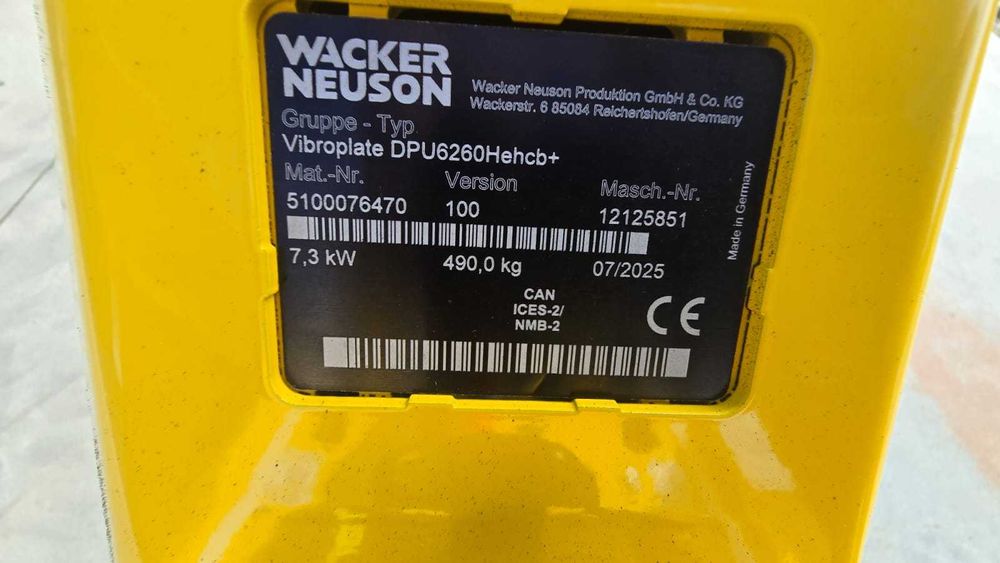 WACKER
NEUSON
Wacker Neuson Produktion GmbH & Co. KG
Wackerstr. 6 85084 Reichertshofen/Germany
Gruppe - Typ
Vibroplate DPU6260Hehcb+
Mat.-Nr. Version Masch.-Nr.
5100076470 100 12125851
7,3 kW 490,0 kg 07/2025
CAN
ICES-2/
NMB-2
CE
Made in Germany